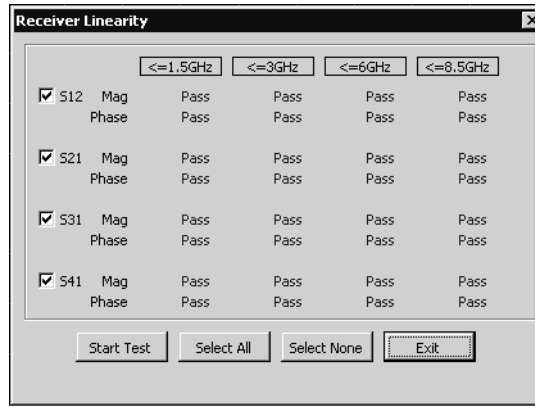 Receiver Linearity
<=1.5GHz <=3GHz <=6GHz <=8.5GHz
S12 Mag Pass Pass Pass Pass
Phase Pass Pass Pass Pass
S21 Mag Pass Pass Pass Pass
Phase Pass Pass Pass Pass
S31 Mag Pass Pass Pass Pass
Phase Pass Pass Pass Pass
S41 Mag Pass Pass Pass Pass
Phase Pass Pass Pass Pass
Start Test Select All Select None Exit